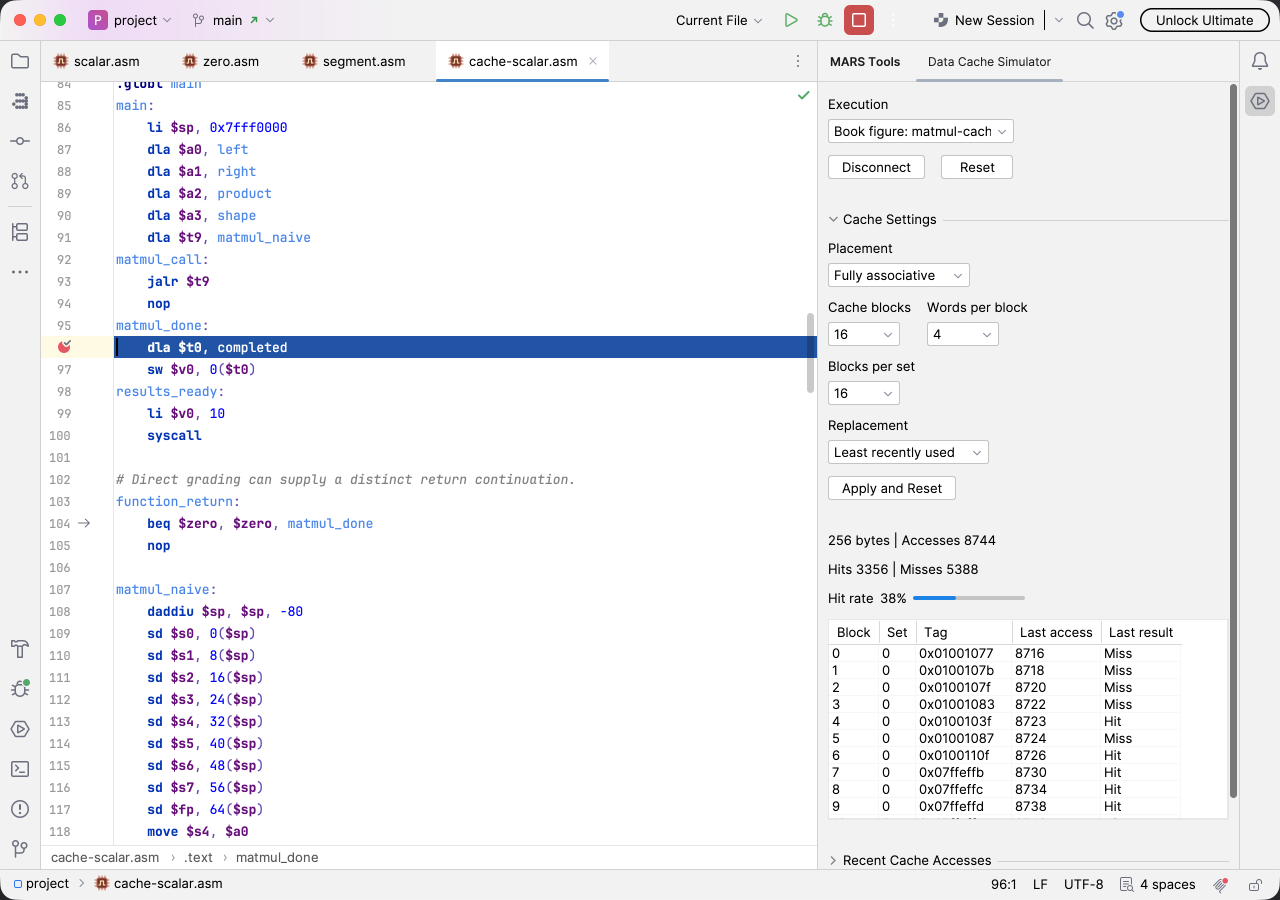 P project main Current File New Session Unlock Ultimate
scalar.asm zero.asm segment.asm cache-scalar.asm MARS Tools Data Cache Simulator
84 .globl main
85 main:
86 li $sp, 0x7fff0000
87 dla $a0, left
88 dla $a1, right
89 dla $a2, product
90 dla $a3, shape
91 dla $t9, matmul_naive
92 matmul_call:
93 jalr $t9
94 nop
95 matmul_done:
dla $t0, completed
97 sw $v0, 0($t0)
98 results_ready:
99 li $v0, 10
100 syscall
101
102 # Direct grading can supply a distinct return continuation.
103 function_return:
104 beq $zero, $zero, matmul_done
105 nop
106
107 matmul_naive:
108 daddiu $sp, $sp, -80
109 sd $s0, 0($sp)
110 sd $s1, 8($sp)
111 sd $s2, 16($sp)
112 sd $s3, 24($sp)
113 sd $s4, 32($sp)
114 sd $s5, 40($sp)
115 sd $s6, 48($sp)
116 sd $s7, 56($sp)
117 sd $fp, 64($sp)
118 move $s4, $a0
Execution
Book figure: matmul-cach
Disconnect Reset
Cache Settings
Placement
Fully associative
Cache blocks Words per block
16 4
Blocks per set
16
Replacement
Least recently used
Apply and Reset
256 bytes | Accesses 8744
Hits 3356 | Misses 5388
Hit rate 38%
Block Set Tag Last access Last result
0 0 0x01001077 8716 Miss
1 0 0x0100107b 8718 Miss
2 0 0x0100107f 8720 Miss
3 0 0x01001083 8722 Miss
4 0 0x0100103f 8723 Hit
5 0 0x01001087 8724 Miss
6 0 0x0100110f 8726 Hit
7 0 0x07ffeffb 8730 Hit
8 0 0x07ffeffc 8734 Hit
9 0 0x07ffeffd 8738 Hit
Recent Cache Accesses
cache-scalar.asm › .text › matmul_done
project › cache-scalar.asm 96:1 LF UTF-8 4 spaces